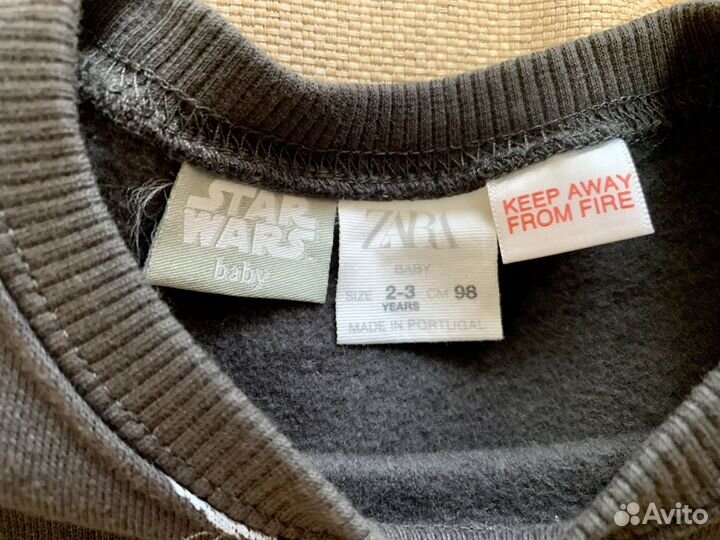 STAR
WARS
baby
ZARA
BABY
SIZE 2-3 CM 98
YEARS
MADE IN PORTUGAL
KEEP AWAY
FROM FIRE
Avito